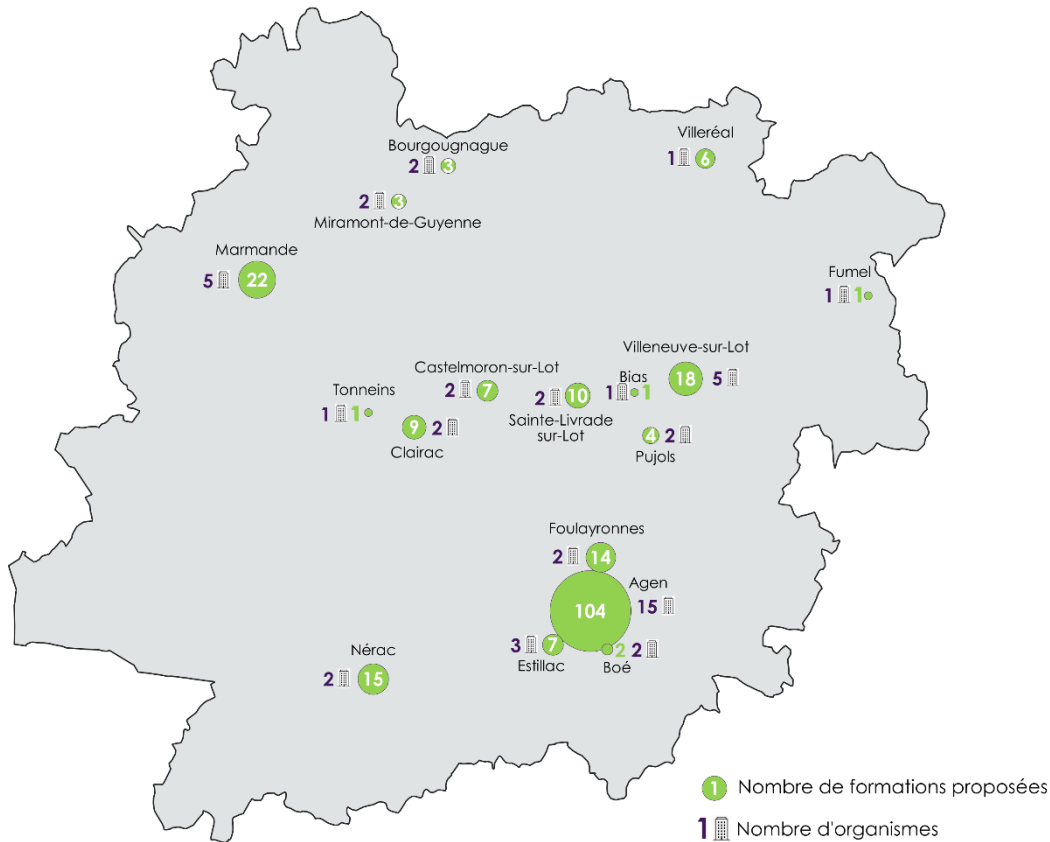 Bourgougnague
2 3
Villeréal
1 6
2 3
Miramont-de-Guyenne
Marmande
5 22
Fumel
1 1
Villeneuve-sur-Lot
18 5
Castelmoron-sur-Lot
2 7
Bias
1 1
Tonneins
1 1
2 10
Sainte-Livrade
sur-Lot
9 2
Clairac
4 2
Pujols
Foulayronnes
2 14
Agen
104 15
3 7
Estillac
2 2
Boé
Nérac
2 15
1 Nombre de formations proposées
1 Nombre d'organismes